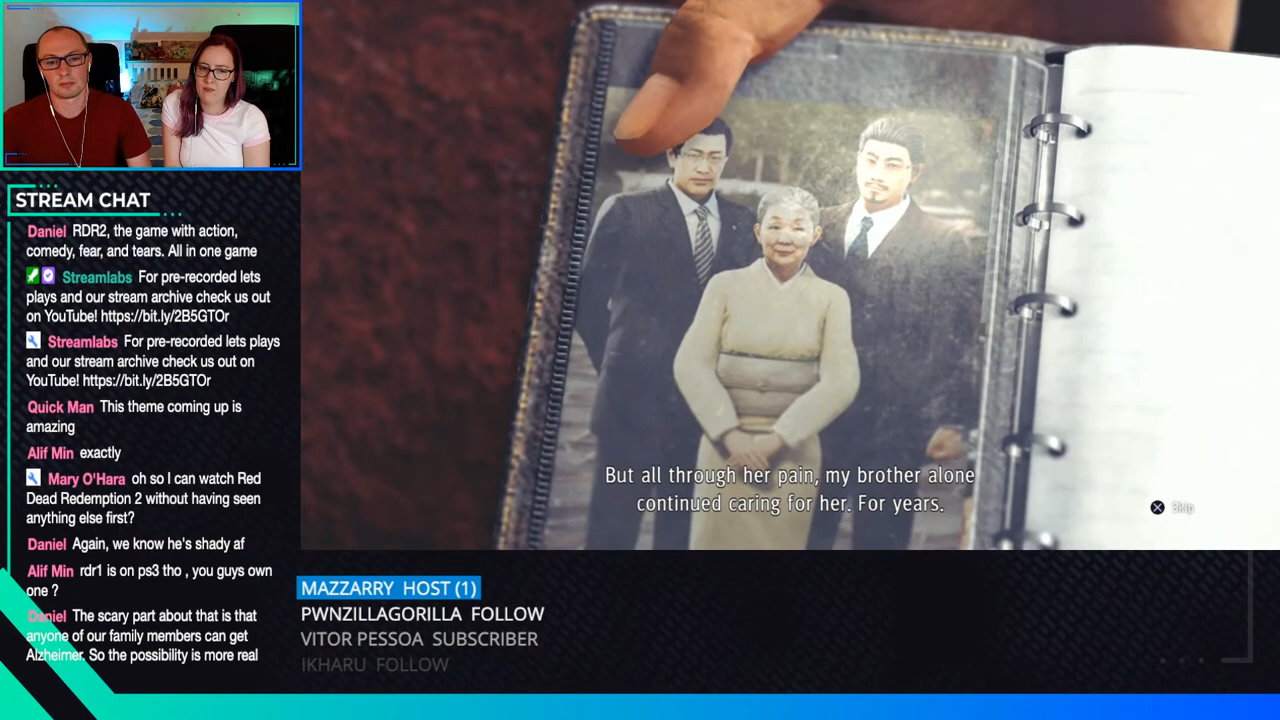 STREAM CHAT
Daniel RDR2, the game with action,
comedy, fear, and tears. All in one game
Streamlabs For pre-recorded lets
plays and our stream archive check us out
on YouTube! https://bit.ly/2B5GTOr
Streamlabs For pre-recorded lets plays
and our stream archive check us out on
YouTube! https://bit.ly/2B5GTOr
Quick Man This theme coming up is
amazing
Alif Min exactly
Mary O'Hara oh so I can watch Red
Dead Redemption 2 without having seen
anything else first?
Daniel Again, we know he's shady af
Alif Min rdr1 is on ps3 tho , you guys own
one ?
Daniel The scary part about that is that
anyone of our family members can get
Alzheimer. So the possibility is more real
But all through her pain, my brother alone
continued caring for her. For years.
Skip
MAZZARRY HOST (1)
PWNZILLAGORILLA FOLLOW
VITOR PESSOA SUBSCRIBER
IKHARU FOLLOW